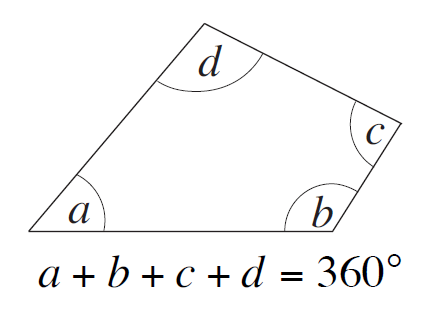 d
c
a
b
a + b + c + d = 360°